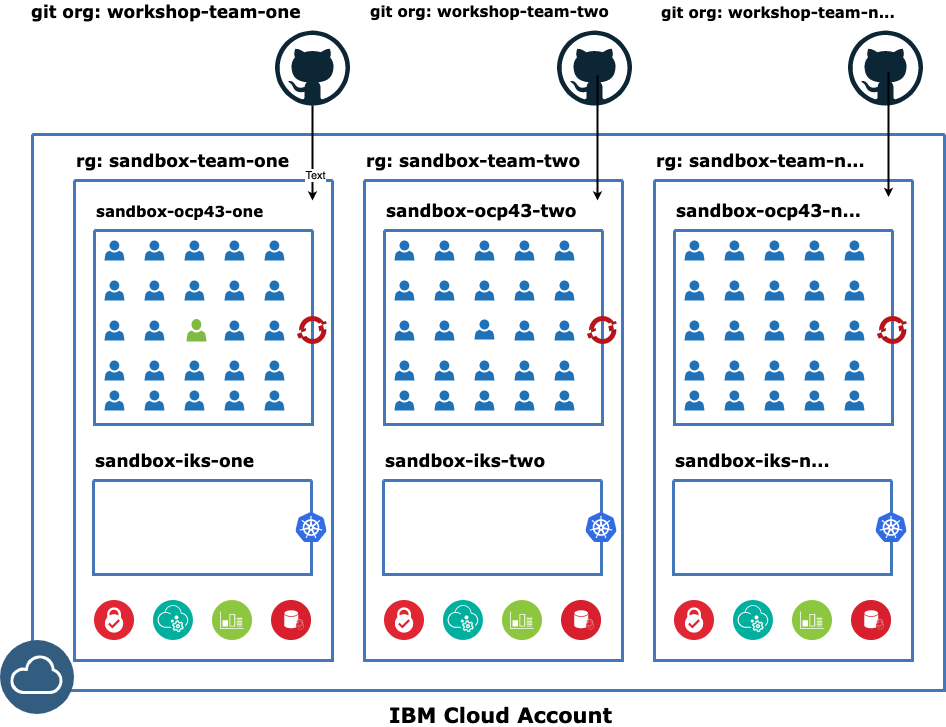 git org: workshop-team-one
git org: workshop-team-two
git org: workshop-team-n...
rg: sandbox-team-one
rg: sandbox-team-two
rg: sandbox-team-n...
Text
sandbox-ocp43-one
sandbox-ocp43-two
sandbox-ocp43-n...
sandbox-iks-one
sandbox-iks-two
sandbox-iks-n...
IBM Cloud Account